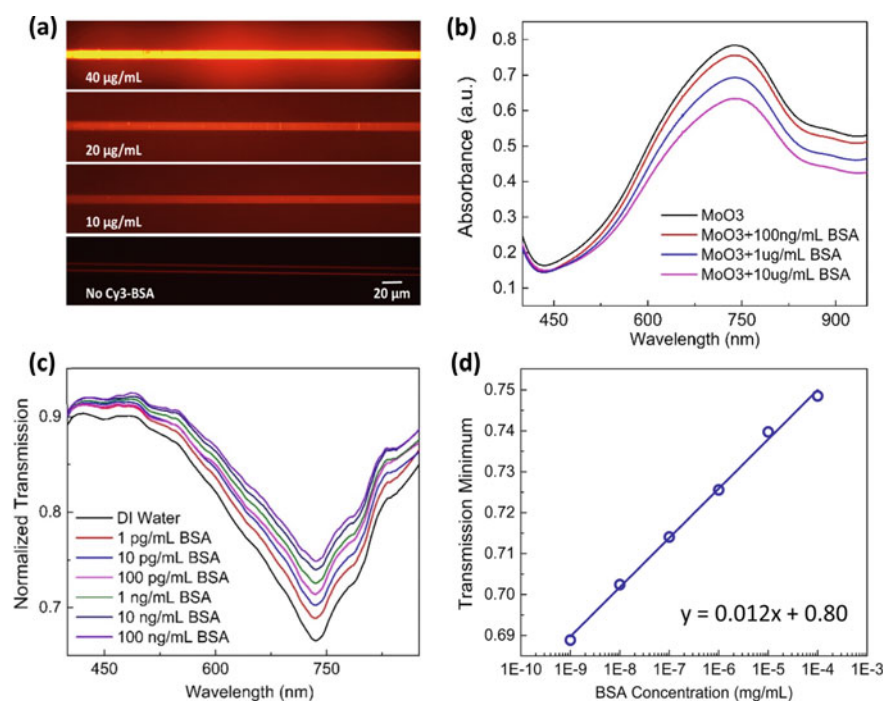 (a)
40 μg/mL
20 μg/mL
10 μg/mL
No Cy3-BSA
20 μm
(b)
Absorbance (a.u.)
0.8
0.7
0.6
0.5
0.4
0.3
0.2
0.1
MoO3
MoO3+100ng/mL BSA
MoO3+1ug/mL BSA
MoO3+10ug/mL BSA
450 600 750 900
Wavelength (nm)
(c)
Normalized Transmission
0.9
0.8
0.7
DI Water
1 pg/mL BSA
10 pg/mL BSA
100 pg/mL BSA
1 ng/mL BSA
10 ng/mL BSA
100 ng/mL BSA
450 600 750
Wavelength (nm)
(d)
Transmission Minimum
0.75
0.74
0.73
0.72
0.71
0.70
0.69
y = 0.012x + 0.80
1E-10 1E-9 1E-8 1E-7 1E-6 1E-5 1E-4 1E-3
BSA Concentration (mg/mL)